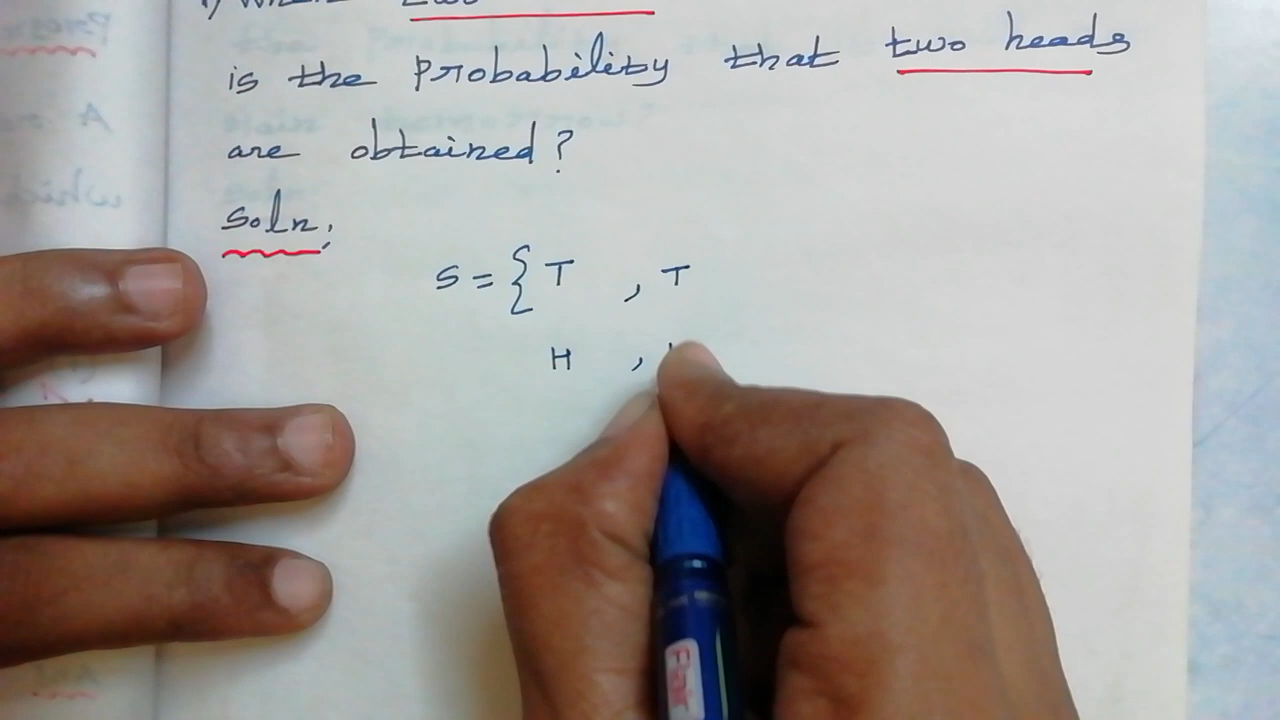 is the probability that two heads
are obtained?
Soln;
S = { T , T
H ,